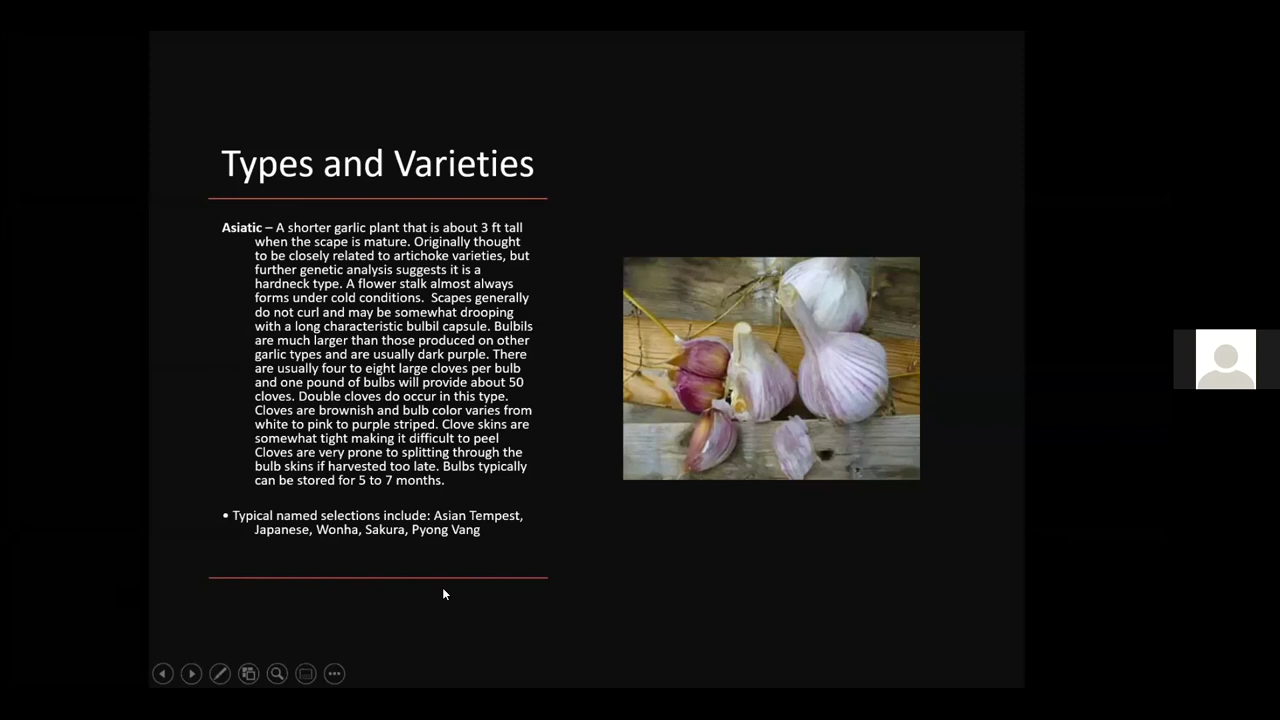 Types and Varieties
Asiatic – A shorter garlic plant that is about 3 ft tall
when the scape is mature. Originally thought
to be closely related to artichoke varieties, but
further genetic analysis suggests it is a
hardneck type. A flower stalk almost always
forms under cold conditions.  Scapes generally
do not curl and may be somewhat drooping
with a long characteristic bulbil capsule. Bulbils
are much larger than those produced on other
garlic types and are usually dark purple. There
are usually four to eight large cloves per bulb
and one pound of bulbs will provide about 50
cloves. Double cloves do occur in this type.
Cloves are brownish and bulb color varies from
white to pink to purple striped. Clove skins are
somewhat tight making it difficult to peel
Cloves are very prone to splitting through the
bulb skins if harvested too late. Bulbs typically
can be stored for 5 to 7 months.
• Typical named selections include: Asian Tempest,
Japanese, Wonha, Sakura, Pyong Vang